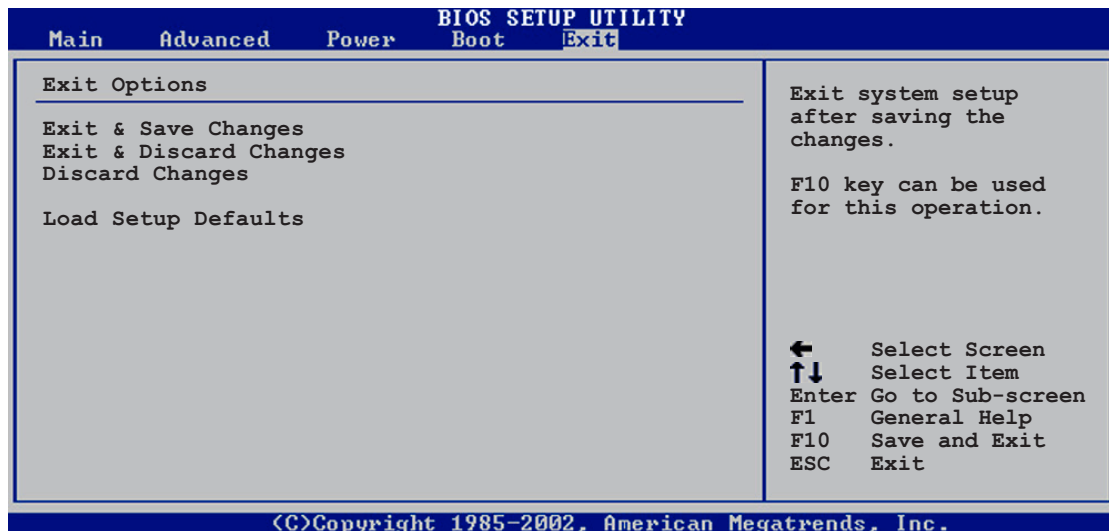 BIOS SETUP UTILITY
Main Advanced Power Boot Exit
Exit Options
Exit & Save Changes
Exit & Discard Changes
Discard Changes
Load Setup Defaults
Exit system setup
after saving the
changes.
F10 key can be used
for this operation.
← Select Screen
↑↓ Select Item
Enter Go to Sub-screen
F1 General Help
F10 Save and Exit
ESC Exit
(C)Copyright 1985-2002, American Megatrends, Inc.